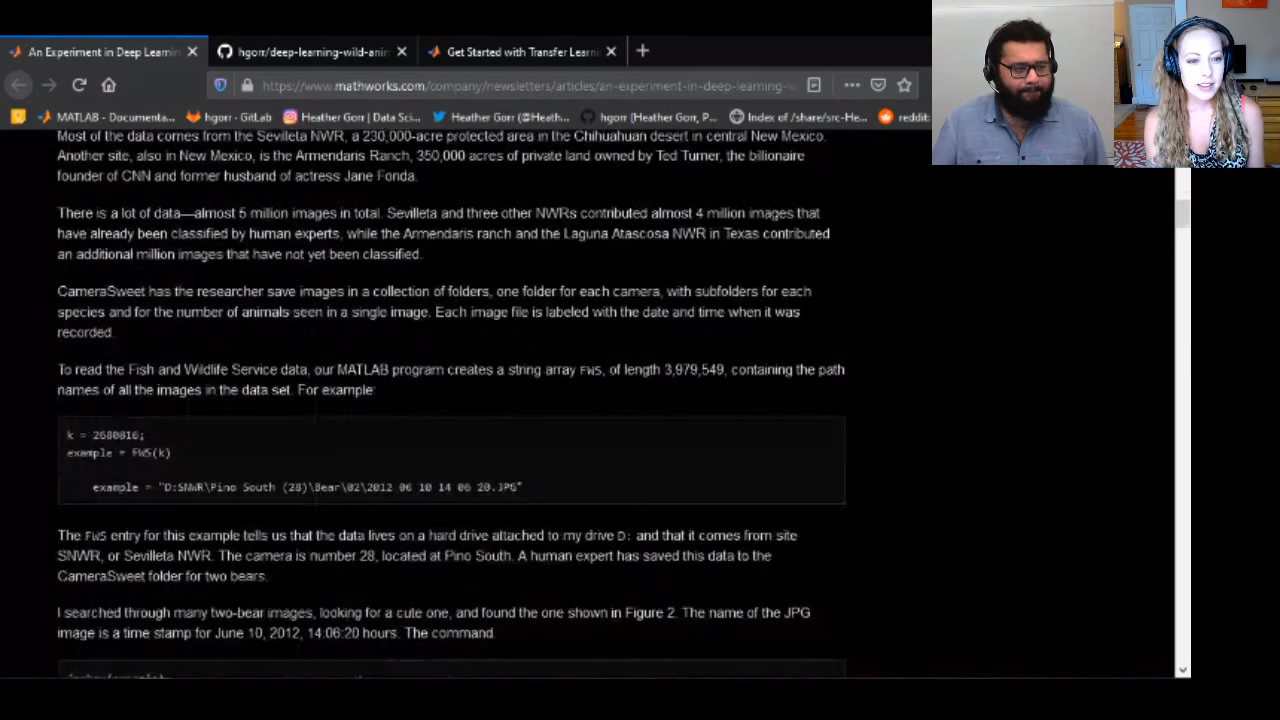 An Experiment in Deep Learnin
hgorr/deep-learning-wild-anin
Get Started with Transfer Learni
https://www.mathworks.com/company/newsletters/articles/an-experiment-in-deep-learning-w
MATLAB - Documenta...
hgorr · GitLab
Heather Gorr | Data Sci...
Heather Gorr (@Heath...
hgorr (Heather Gorr, P...
Index of /share/src-He...
reddit:
Most of the data comes from the Sevilleta NWR, a 230,000-acre protected area in the Chihuahuan desert in central New Mexico.
Another site, also in New Mexico, is the Armendaris Ranch, 350,000 acres of private land owned by Ted Turner, the billionaire
founder of CNN and former husband of actress Jane Fonda.
There is a lot of data—almost 5 million images in total. Sevilleta and three other NWRs contributed almost 4 million images that
have already been classified by human experts, while the Armendaris ranch and the Laguna Atascosa NWR in Texas contributed
an additional million images that have not yet been classified.
CameraSweet has the researcher save images in a collection of folders, one folder for each camera, with subfolders for each
species and for the number of animals seen in a single image. Each image file is labeled with the date and time when it was
recorded.
To read the Fish and Wildlife Service data, our MATLAB program creates a string array FWS, of length 3,979,549, containing the path
names of all the images in the data set. For example:
k = 2680816;
example = FWS(k)
example = "D:SNWR\Pino South (28)\Bear\02\2012 06 10 14 06 20.JPG"
The FWS entry for this example tells us that the data lives on a hard drive attached to my drive D: and that it comes from site
SNWR, or Sevilleta NWR. The camera is number 28, located at Pino South. A human expert has saved this data to the
CameraSweet folder for two bears.
I searched through many two-bear images, looking for a cute one, and found the one shown in Figure 2. The name of the JPG
image is a time stamp for June 10, 2012, 14:06:20 hours. The command